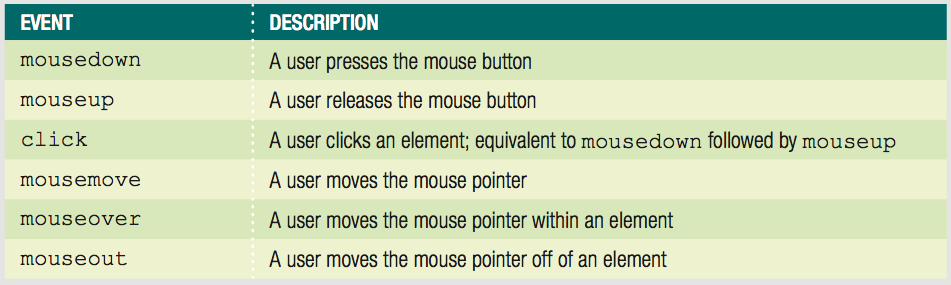 EVENT DESCRIPTION
mousedown A user presses the mouse button
mouseup A user releases the mouse button
click A user clicks an element; equivalent to mousedown followed by mouseup
mousemove A user moves the mouse pointer
mouseover A user moves the mouse pointer within an element
mouseout A user moves the mouse pointer off of an element